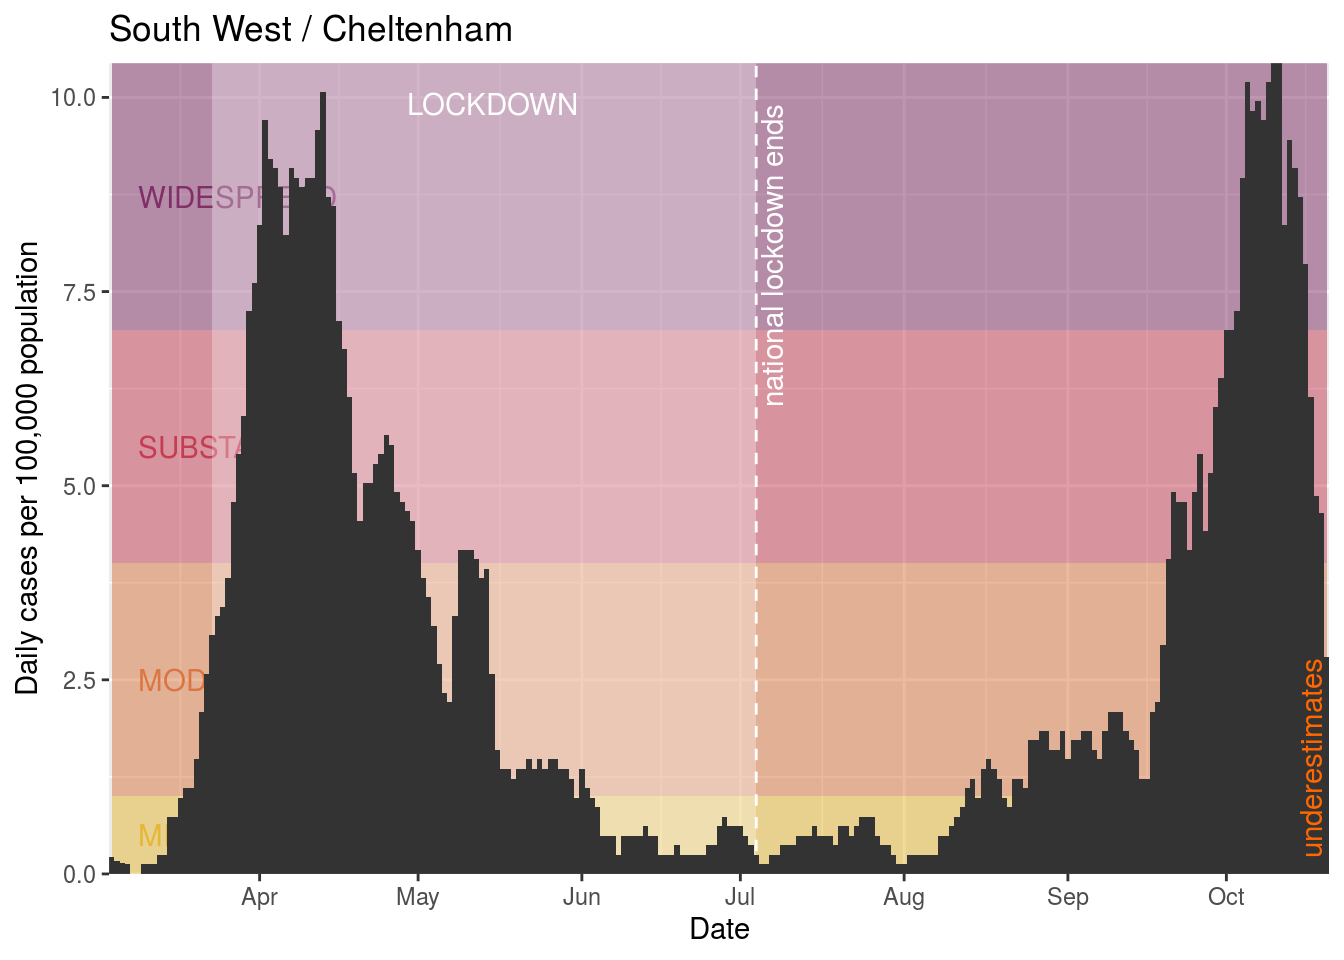 South West / Cheltenham
Daily cases per 100,000 population
10.0
7.5
5.0
2.5
0.0
LOCKDOWN
WIDESPREAD
national lockdown ends
SUBSTA
MOD
M
underestimates
Apr
May
Jun
Jul
Aug
Sep
Oct
Date